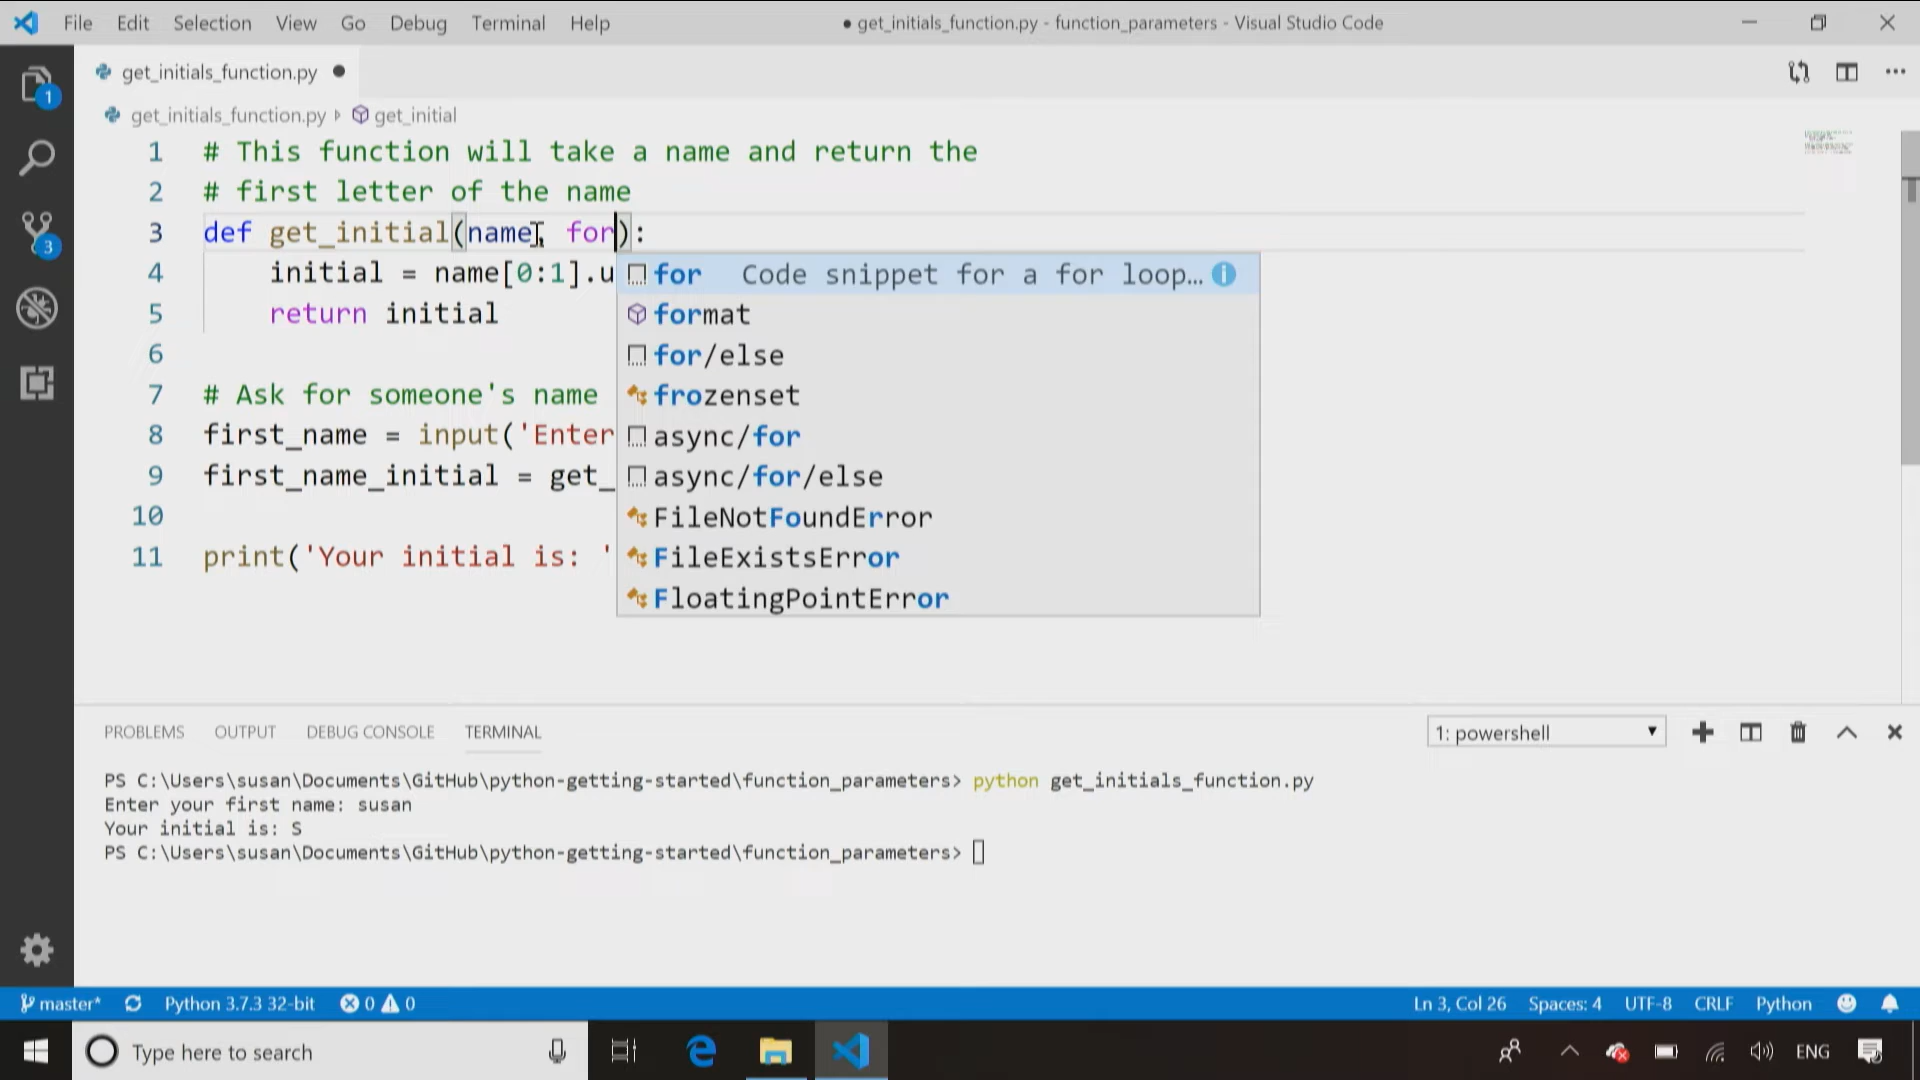 File Edit Selection View Go Debug Terminal Help
● get_initials_function.py - function_parameters - Visual Studio Code
get_initials_function.py ●
get_initials_function.py get_initial
1 # This function will take a name and return the
2 # first letter of the name
3 def get_initial(name, for):
4 initial = name[0:1].u
5 return initial
6
7 # Ask for someone's name
8 first_name = input('Enter
9 first_name_initial = get_
10
11 print('Your initial is: '
for Code snippet for a for loop…
format
for/else
frozenset
async/for
async/for/else
FileNotFoundError
FileExistsError
FloatingPointError
1
3
PROBLEMS OUTPUT DEBUG CONSOLE TERMINAL
1: powershell
PS C:\Users\susan\Documents\GitHub\python-getting-started\function_parameters> python get_initials_function.py
Enter your first name: susan
Your initial is: S
PS C:\Users\susan\Documents\GitHub\python-getting-started\function_parameters>
master* Python 3.7.3 32-bit 0 0
Ln 3, Col 26 Spaces: 4 UTF-8 CRLF Python
Type here to search
ENG